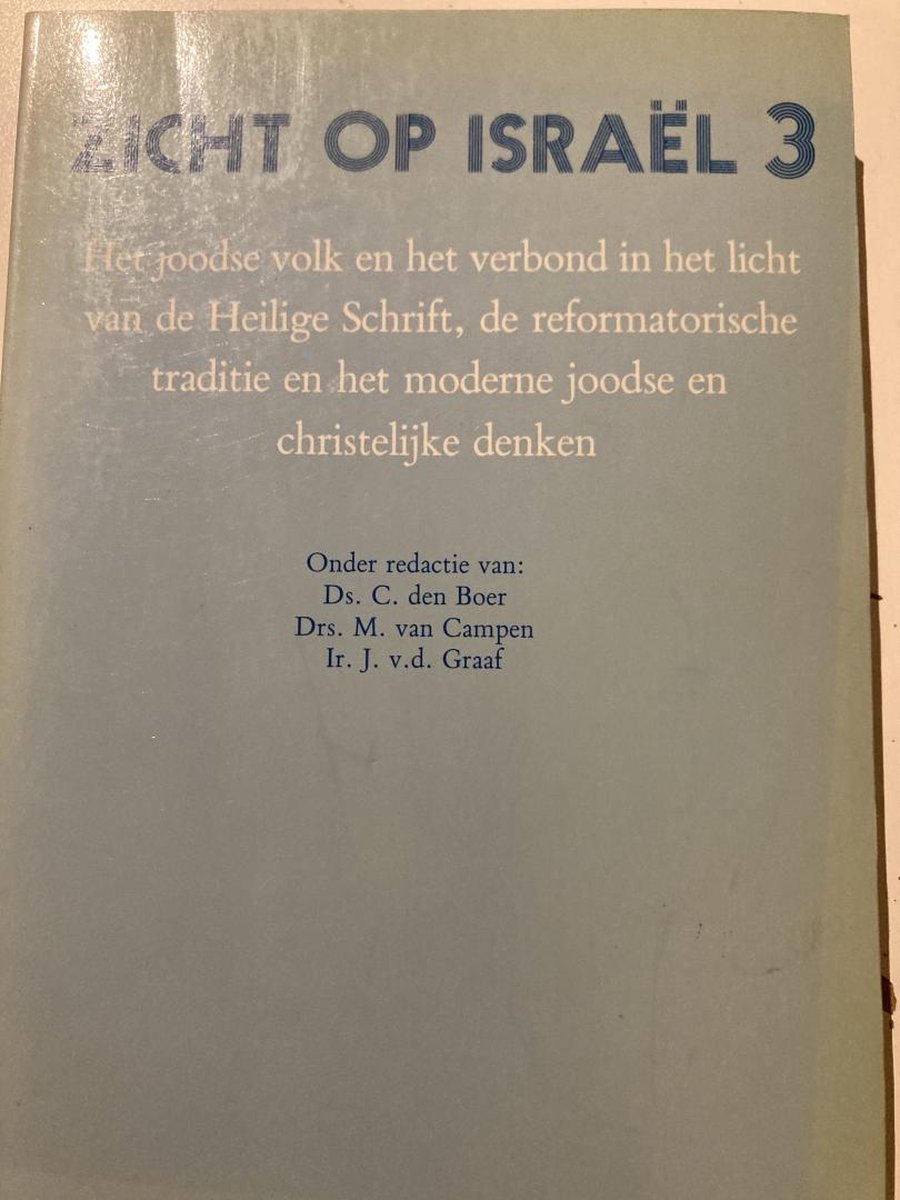 ZICHT OP ISRAËL 3
Het joodse volk en het verbond in het licht
van de Heilige Schrift, de reformatorische
traditie en het moderne joodse en
christelijke denken
Onder redactie van:
Ds. C. den Boer
Drs. M. van Campen
Ir. J. v.d. Graaf